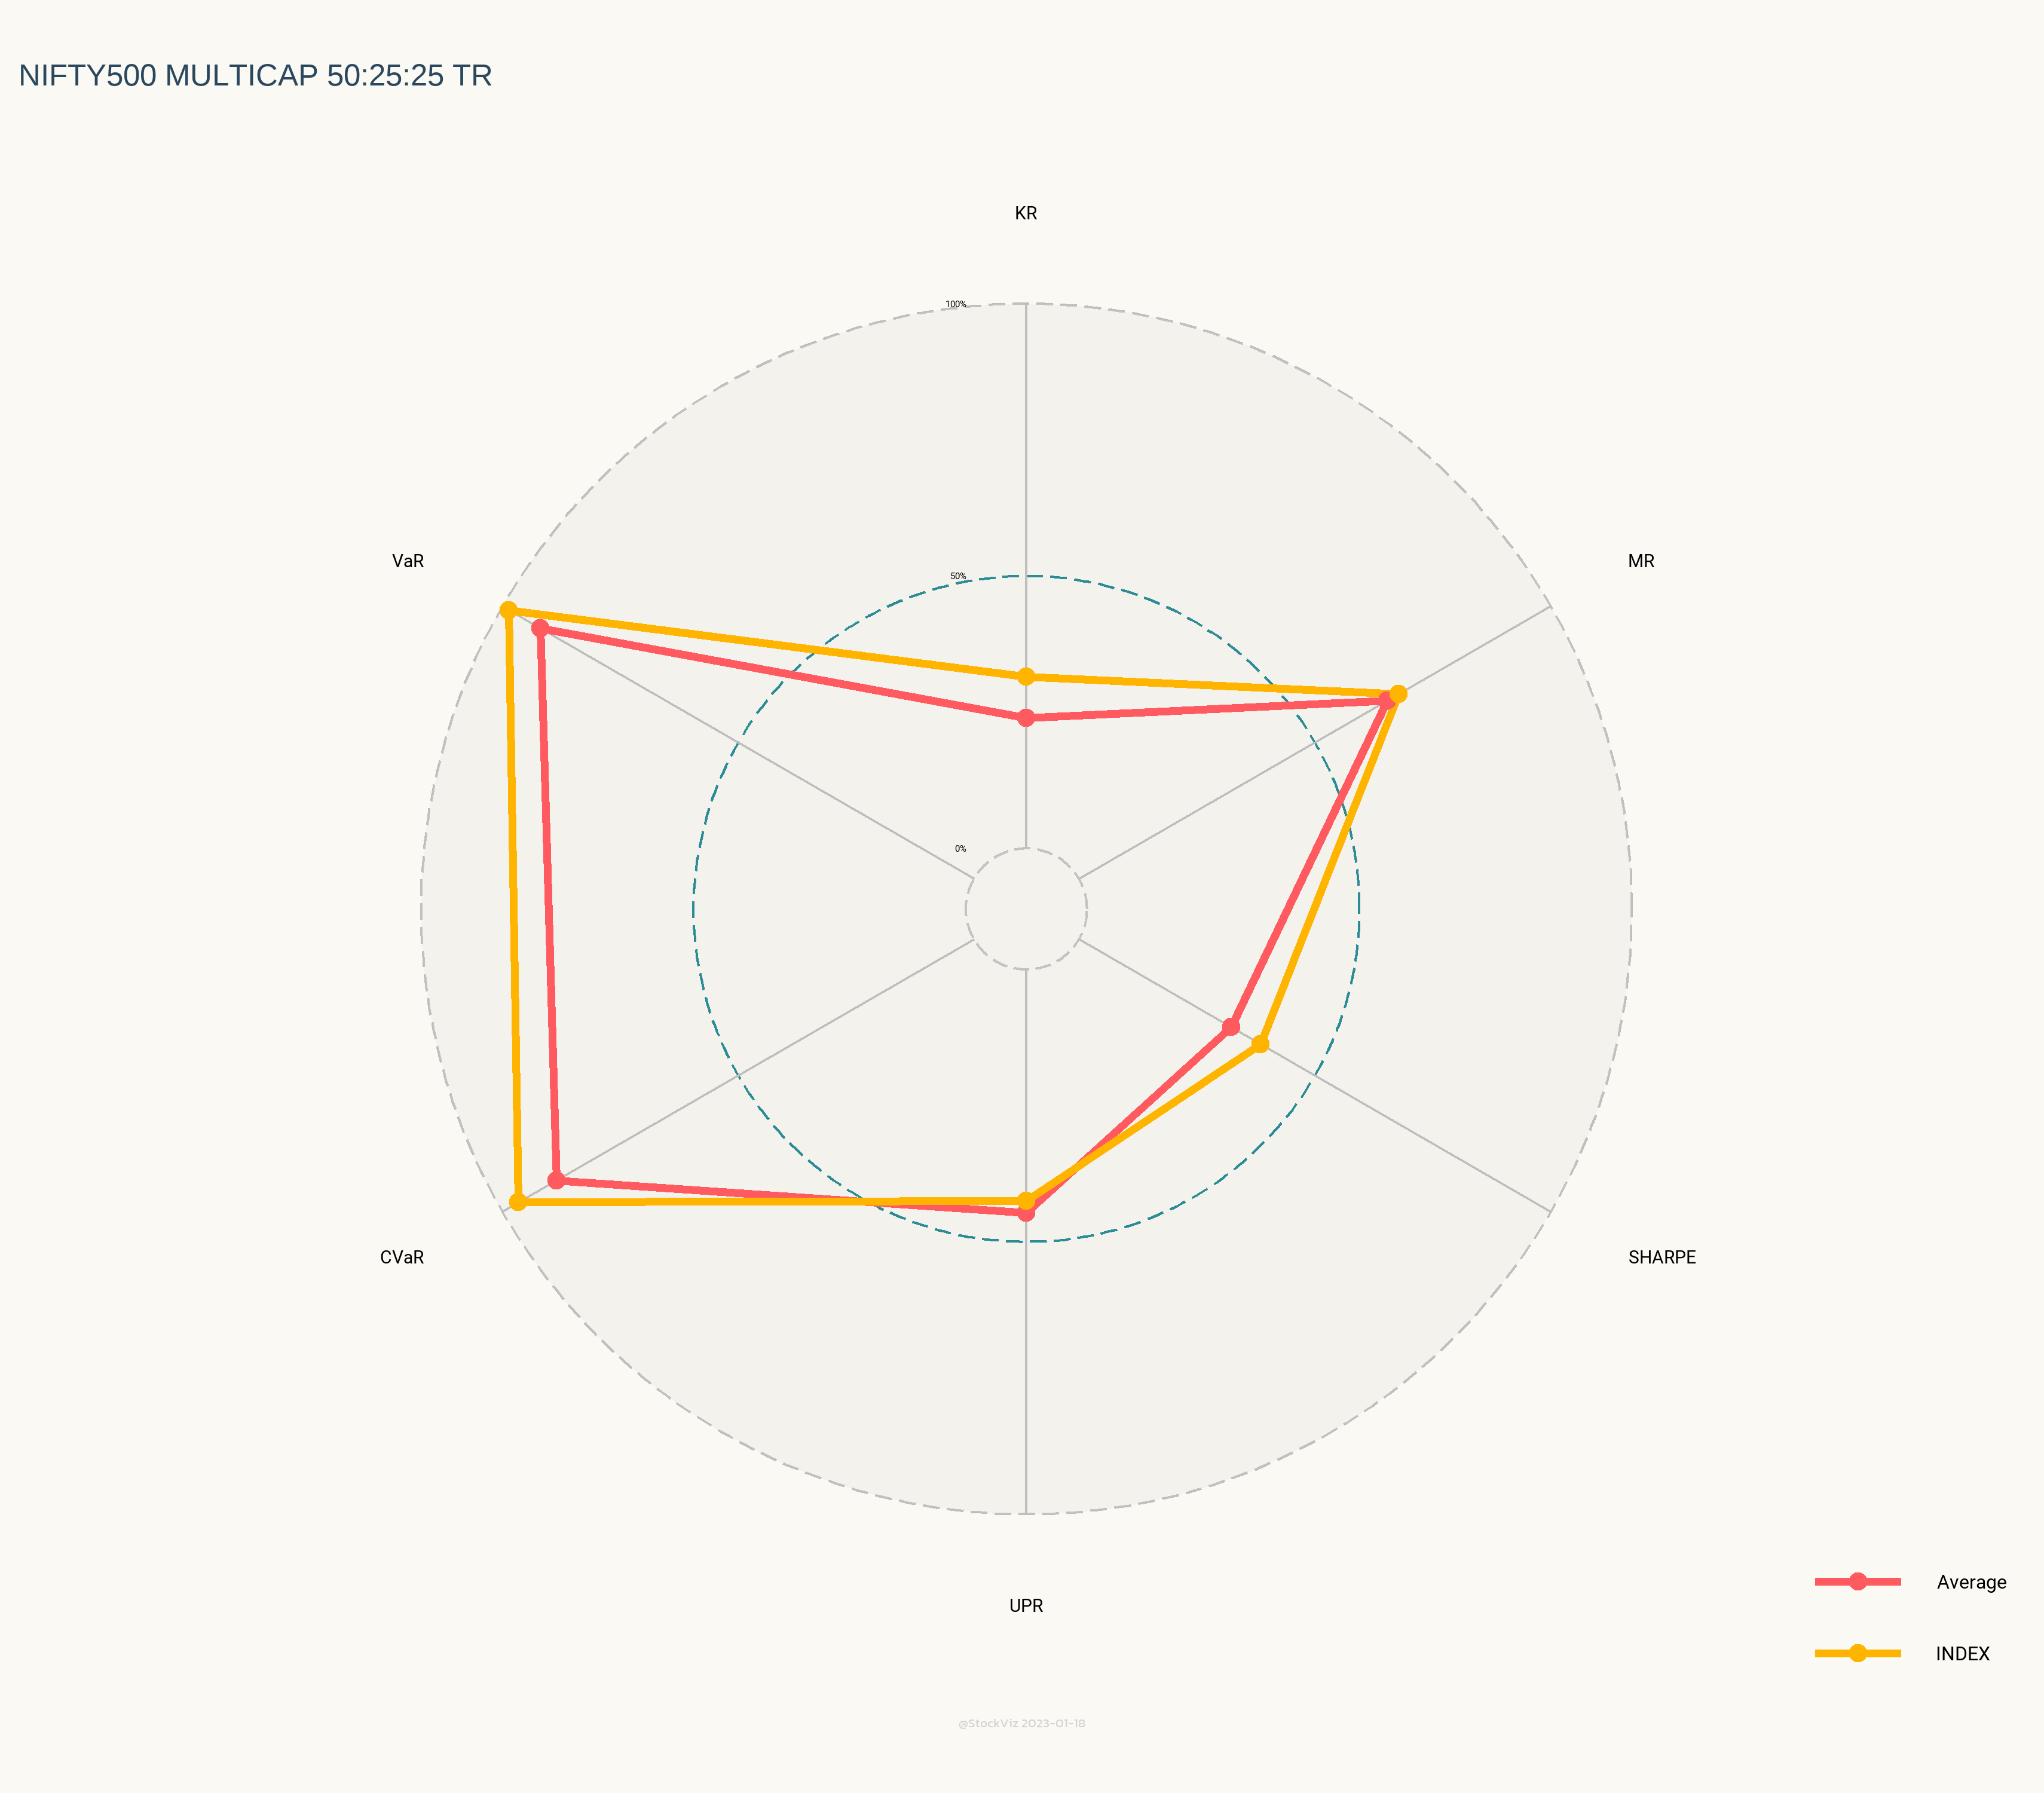 NIFTY500 MULTICAP 50:25:25 TR
KR
100%
VaR
MR
50%
0%
CVaR
SHARPE
UPR
Average
INDEX
@StockViz 2023-01-18